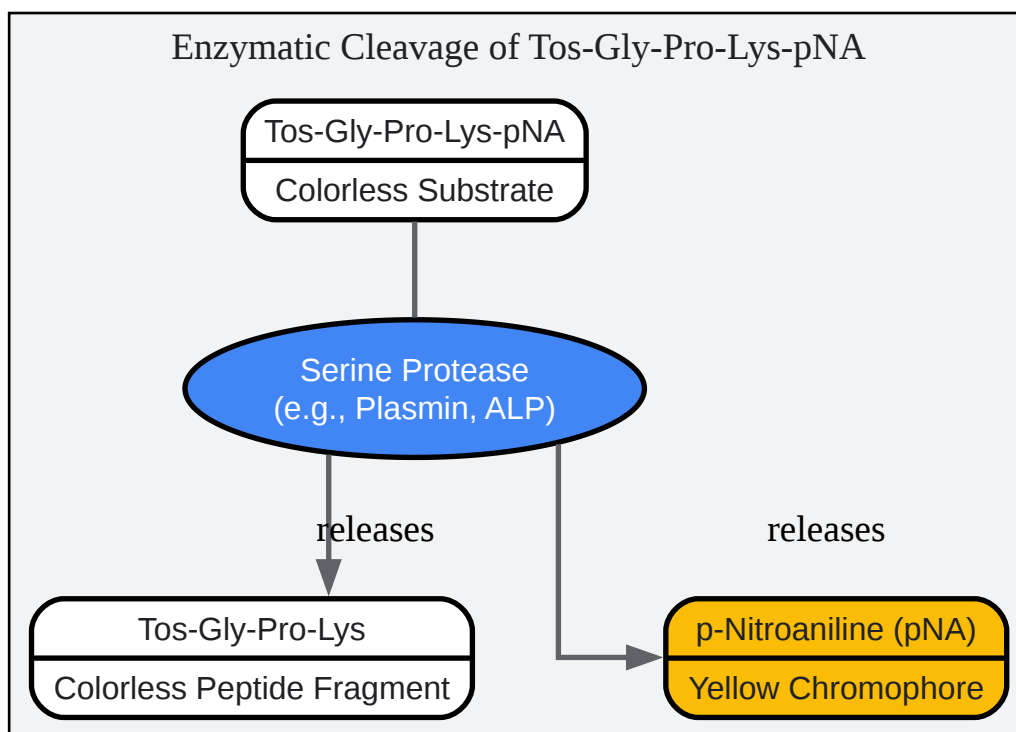 Enzymatic Cleavage of Tos-Gly-Pro-Lys-pNA
Tos-Gly-Pro-Lys-pNA
Colorless Substrate
Serine Protease
(e.g., Plasmin, ALP)
releases
releases
Tos-Gly-Pro-Lys
Colorless Peptide Fragment
p-Nitroaniline (pNA)
Yellow Chromophore